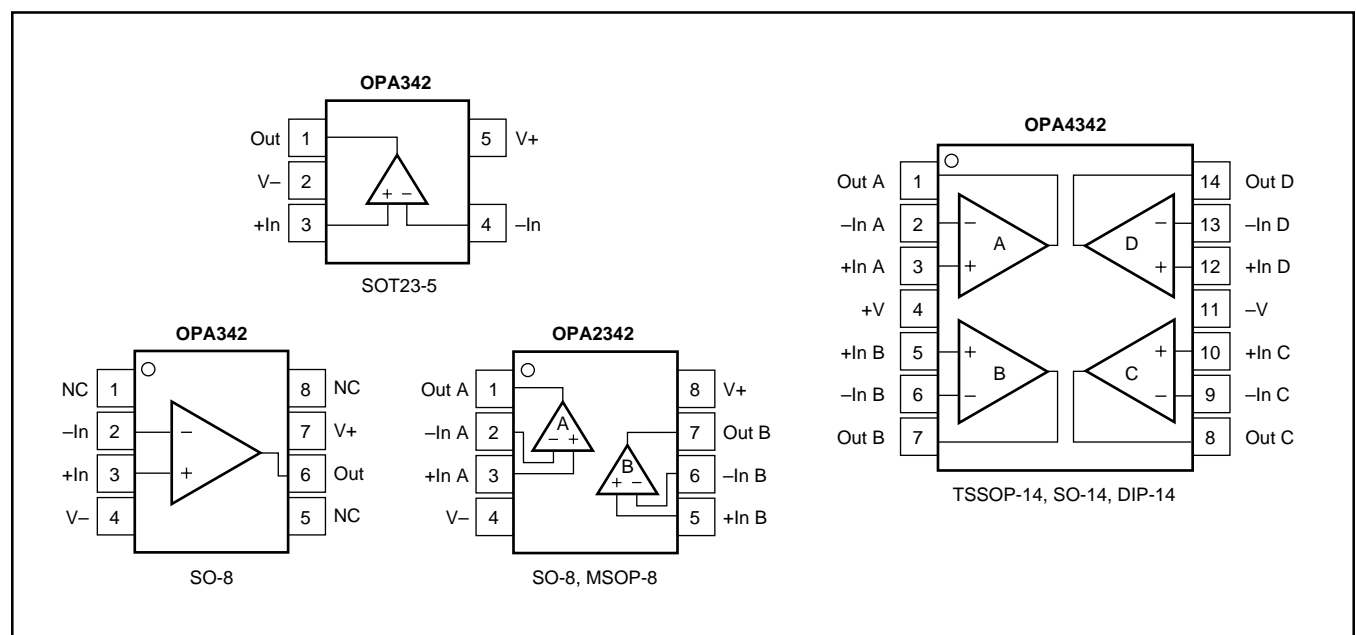 OPA342
Out 1 5 V+
V– 2
+In 3 4 –In
+ –
SOT23-5
OPA342
NC 1 8 NC
–In 2 – 7 V+
+In 3 + 6 Out
V– 4 5 NC
SO-8
OPA2342
Out A 1 8 V+
–In A 2 A – + 7 Out B
+In A 3 B + – 6 –In B
V– 4 5 +In B
SO-8, MSOP-8
OPA4342
Out A 1 14 Out D
–In A 2 – – 13 –In D
A D
+In A 3 + + 12 +In D
+V 4 11 –V
+In B 5 + + 10 +In C
B C
–In B 6 – – 9 –In C
Out B 7 8 Out C
TSSOP-14, SO-14, DIP-14